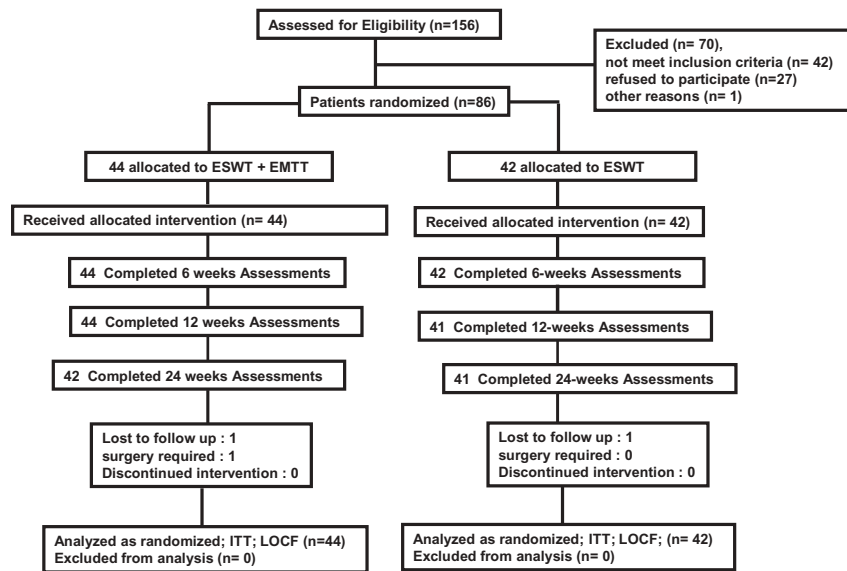 Assessed for Eligibility (n=156)
Excluded (n= 70),
not meet inclusion criteria (n= 42)
refused to participate (n=27)
other reasons (n= 1)
Patients randomized (n=86)
44 allocated to ESWT + EMTT
42 allocated to ESWT
Received allocated intervention (n= 44)
Received allocated intervention (n= 42)
44 Completed 6 weeks Assessments
42 Completed 6-weeks Assessments
44 Completed 12 weeks Assessments
41 Completed 12-weeks Assessments
42 Completed 24 weeks Assessments
41 Completed 24-weeks Assessments
Lost to follow up : 1
surgery required : 1
Discontinued intervention : 0
Lost to follow up : 1
surgery required : 0
Discontinued intervention : 0
Analyzed as randomized; ITT; LOCF (n=44)
Excluded from analysis (n= 0)
Analyzed as randomized; ITT; LOCF; (n= 42)
Excluded from analysis (n= 0)